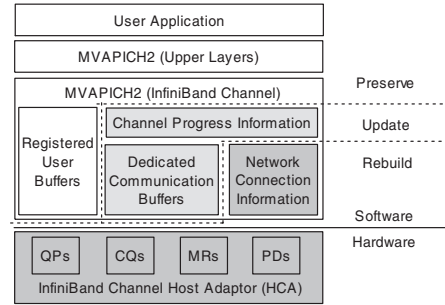 User Application
MVAPICH2 (Upper Layers)
MVAPICH2 (InfiniBand Channel)
Preserve
Channel Progress Information
Update
Registered
User
Buffers
Dedicated
Communication
Buffers
Network
Connection
Information
Rebuild
Software
Hardware
QPs
CQs
MRs
PDs
InfiniBand Channel Host Adaptor (HCA)